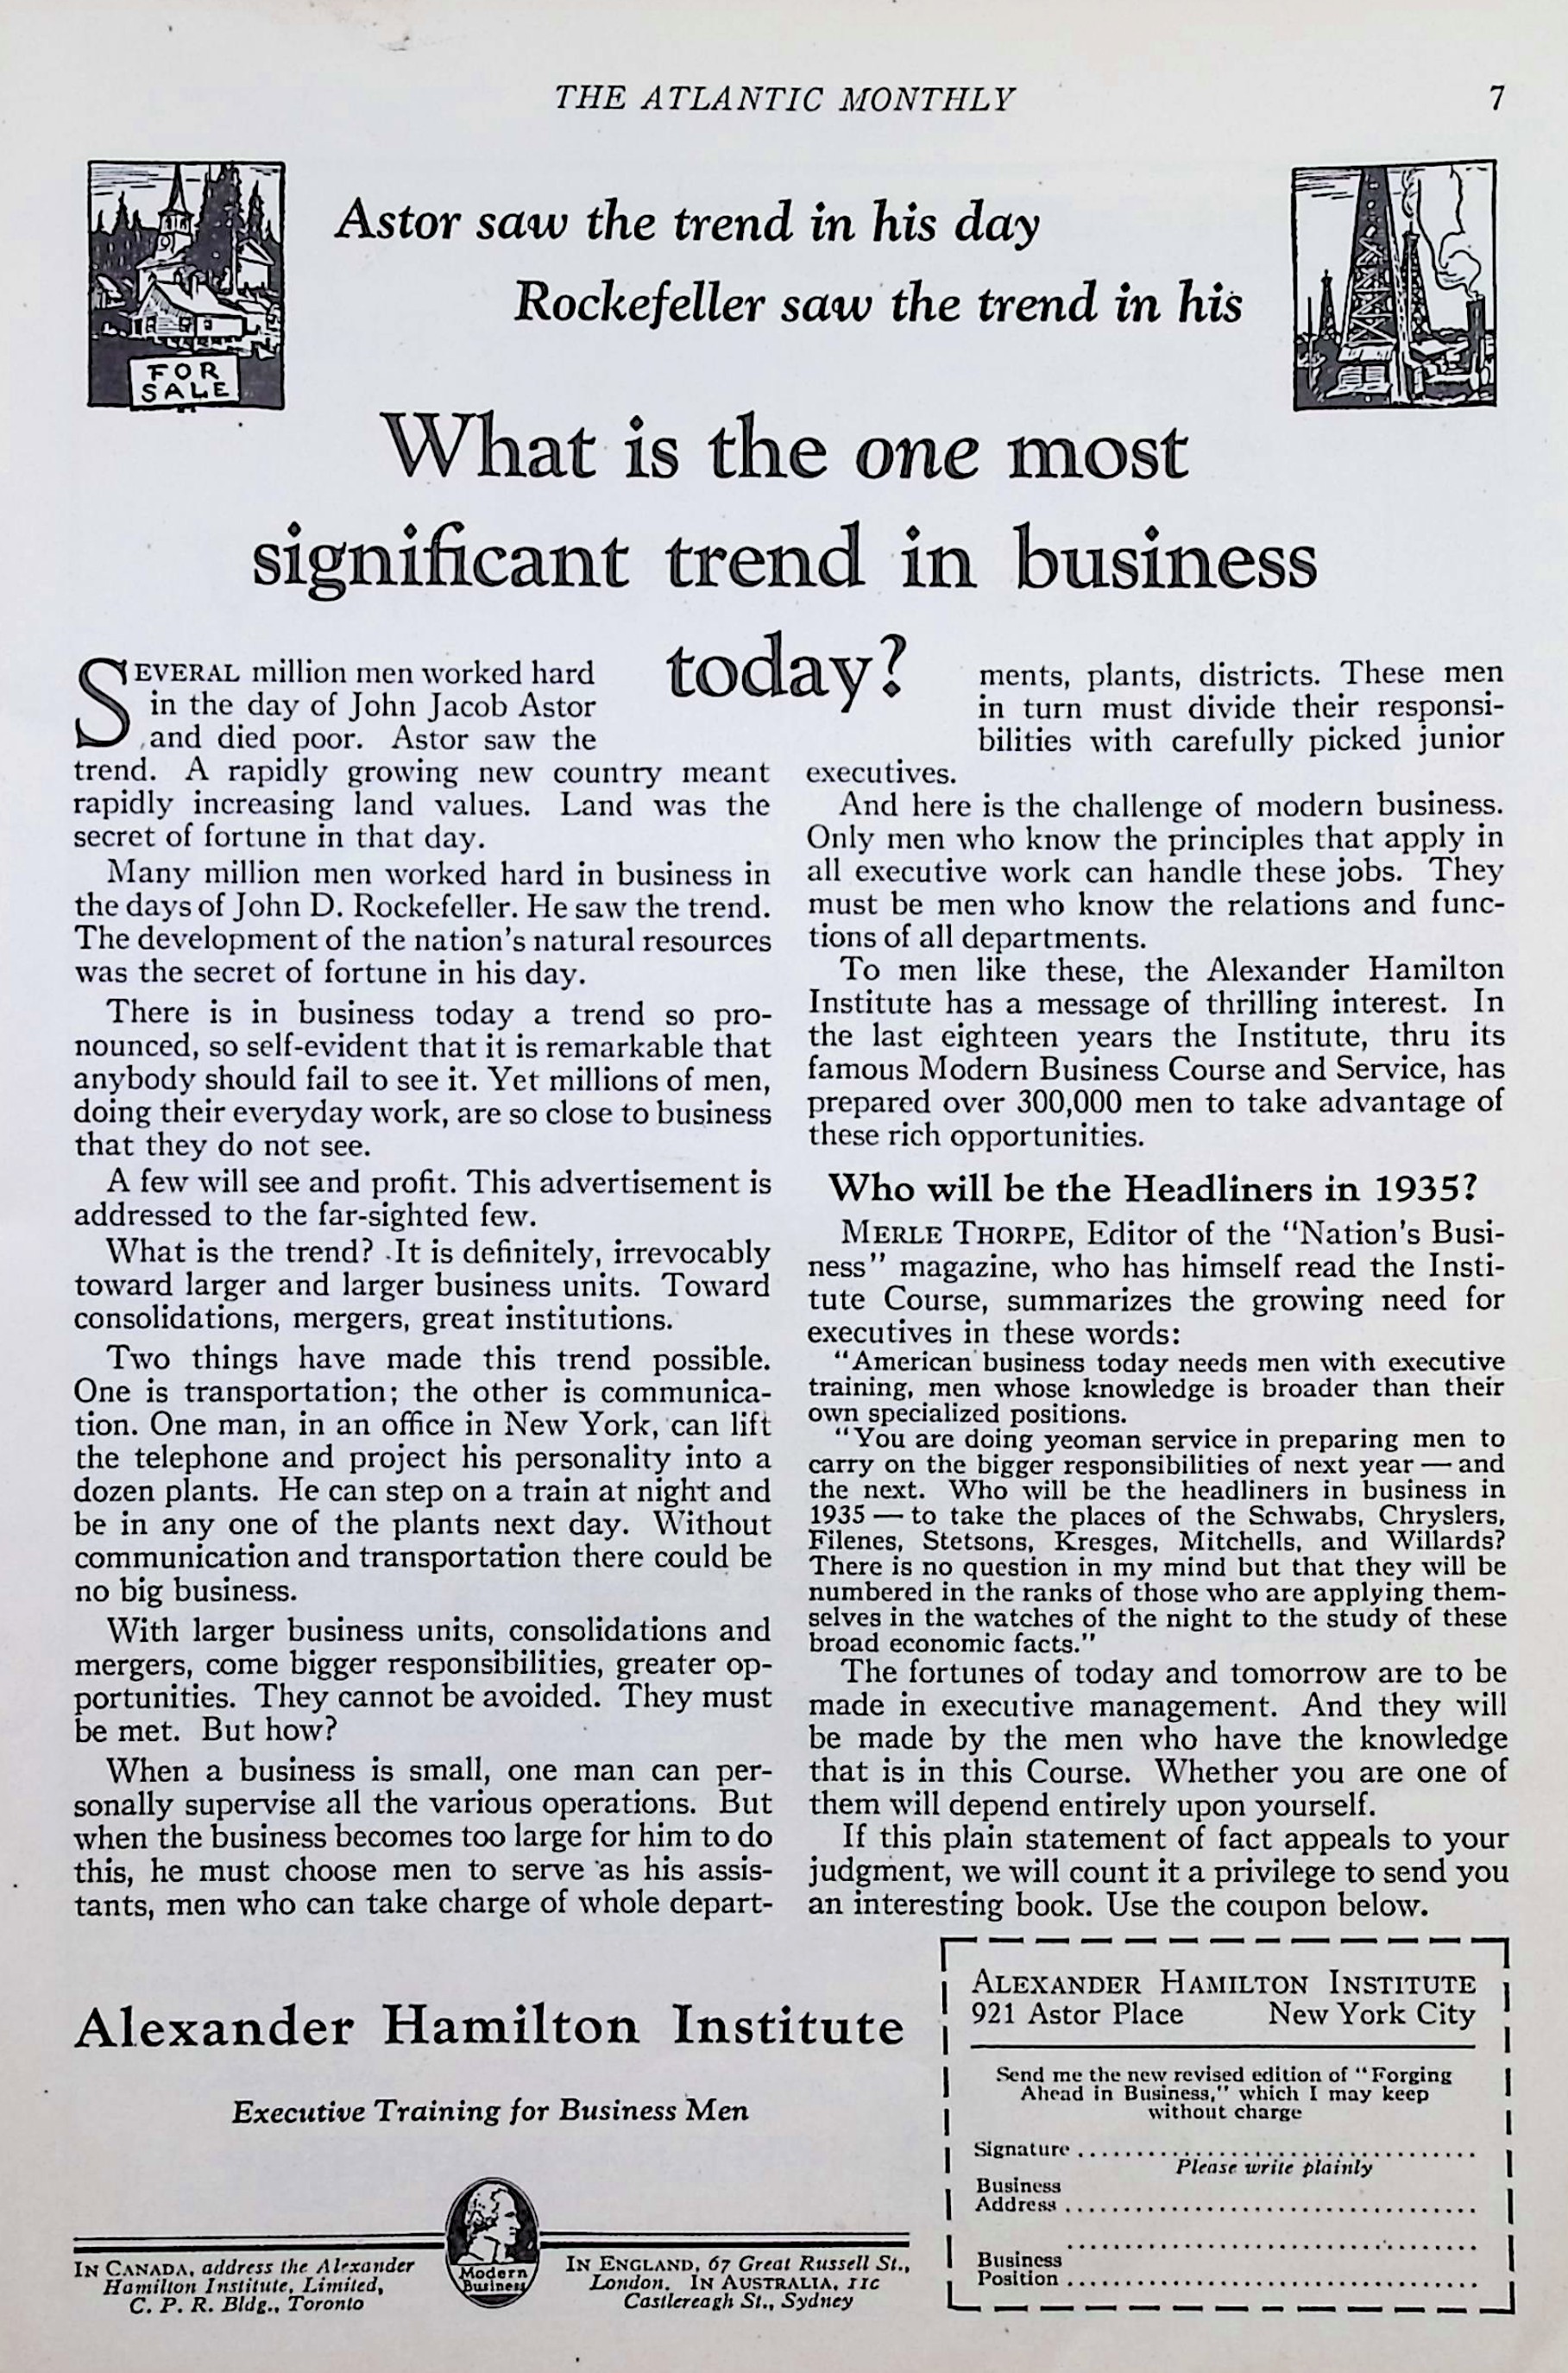 THE ATLANTIC MONTHLY
7
FOR
SALE
Astor saw the trend in his day
Rockefeller saw the trend in his
What is the one most
significant trend in business
today?
SEVERAL million men worked hard
in the day of John Jacob Astor
and died poor. Astor saw the
trend. A rapidly growing new country meant
rapidly increasing land values. Land was the
secret of fortune in that day.
Many million men worked hard in business in
the days of John D. Rockefeller. He saw the trend.
The development of the nation's natural resources
was the secret of fortune in his day.
There is in business today a trend so pro-
nounced, so self-evident that it is remarkable that
anybody should fail to see it. Yet millions of men,
doing their everyday work, are so close to business
that they do not see.
A few will see and profit. This advertisement is
addressed to the far-sighted few.
What is the trend? It is definitely, irrevocably
toward larger and larger business units. Toward
consolidations, mergers, great institutions.
Two things have made this trend possible.
One is transportation; the other is communica-
tion. One man, in an office in New York, can lift
the telephone and project his personality into a
dozen plants. He can step on a train at night and
be in any one of the plants next day. Without
communication and transportation there could be
no big business.
With larger business units, consolidations and
mergers, come bigger responsibilities, greater op-
portunities. They cannot be avoided. They must
be met. But how?
When a business is small, one man can per-
sonally supervise all the various operations. But
when the business becomes too large for him to do
this, he must choose men to serve as his assis-
tants, men who can take charge of whole depart-
ments, plants, districts. These men
in turn must divide their responsi-
bilities with carefully picked junior
executives.
And here is the challenge of modern business.
Only men who know the principles that apply in
all executive work can handle these jobs. They
must be men who know the relations and func-
tions of all departments.
To men like these, the Alexander Hamilton
Institute has a message of thrilling interest. In
the last eighteen years the Institute, thru its
famous Modern Business Course and Service, has
prepared over 300,000 men to take advantage of
these rich opportunities.
Who will be the Headliners in 1935?
MERLE THORPE, Editor of the "Nation's Busi-
ness" magazine, who has himself read the Insti-
tute Course, summarizes the growing need for
executives in these words:
"American business today needs men with executive
training, men whose knowledge is broader than their
own specialized positions.
"You are doing yeoman service in preparing men to
carry on the bigger responsibilities of next year — and
the next. Who will be the headliners in business in
1935 — to take the places of the Schwabs, Chryslers,
Filenes, Stetsons, Kresges, Mitchells, and Willards?
There is no question in my mind but that they will be
numbered in the ranks of those who are applying them-
selves in the watches of the night to the study of these
broad economic facts."
The fortunes of today and tomorrow are to be
made in executive management. And they will
be made by the men who have the knowledge
that is in this Course. Whether you are one of
them will depend entirely upon yourself.
If this plain statement of fact appeals to your
judgment, we will count it a privilege to send you
an interesting book. Use the coupon below.
Alexander Hamilton Institute
Executive Training for Business Men
IN CANADA, address the Alexander
Hamilton Institute, Limited,
C. P. R. Bldg., Toronto
Modern
Business
IN ENGLAND, 67 Great Russell St.,
London. IN AUSTRALIA, 11C
Castlereagh St., Sydney
ALEXANDER HAMILTON INSTITUTE
921 Astor Place New York City
Send me the new revised edition of "Forging
Ahead in Business," which I may keep
without charge
Signature
Please write plainly
Business
Address
Business
Position